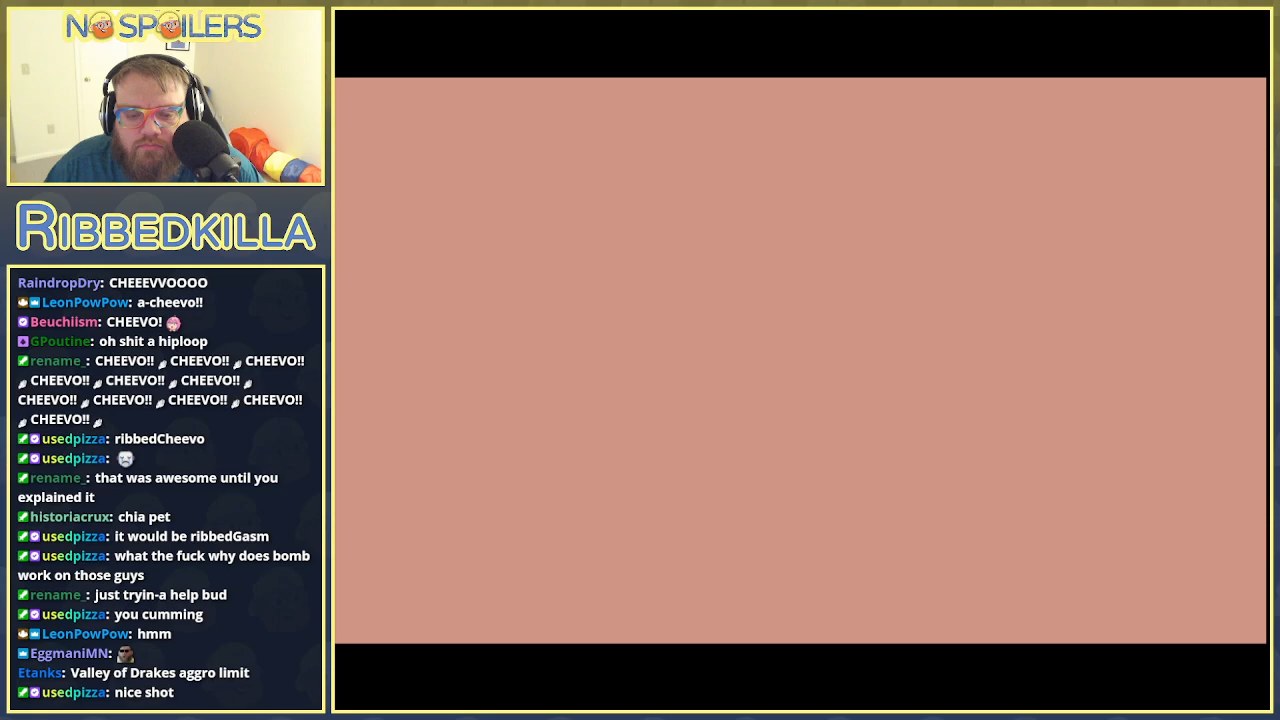 NO SPOILERS
RIBBEDKILLA
RaindropDry: CHEEEVVOOOO
LeonPowPow: a-cheevo!!
Beuchiism: CHEEVO!
GPoutine: oh shit a hiploop
rename_: CHEEVO!! CHEEVO!! CHEEVO!!
CHEEVO!! CHEEVO!! CHEEVO!!
CHEEVO!! CHEEVO!! CHEEVO!! CHEEVO!!
CHEEVO!!
usedpizza: ribbedCheevo
usedpizza:
rename_: that was awesome until you
explained it
historiacrux: chia pet
usedpizza: it would be ribbedGasm
usedpizza: what the fuck why does bomb
work on those guys
rename_: just tryin-a help bud
usedpizza: you cumming
LeonPowPow: hmm
EggmaniMN:
Etanks: Valley of Drakes aggro limit
usedpizza: nice shot